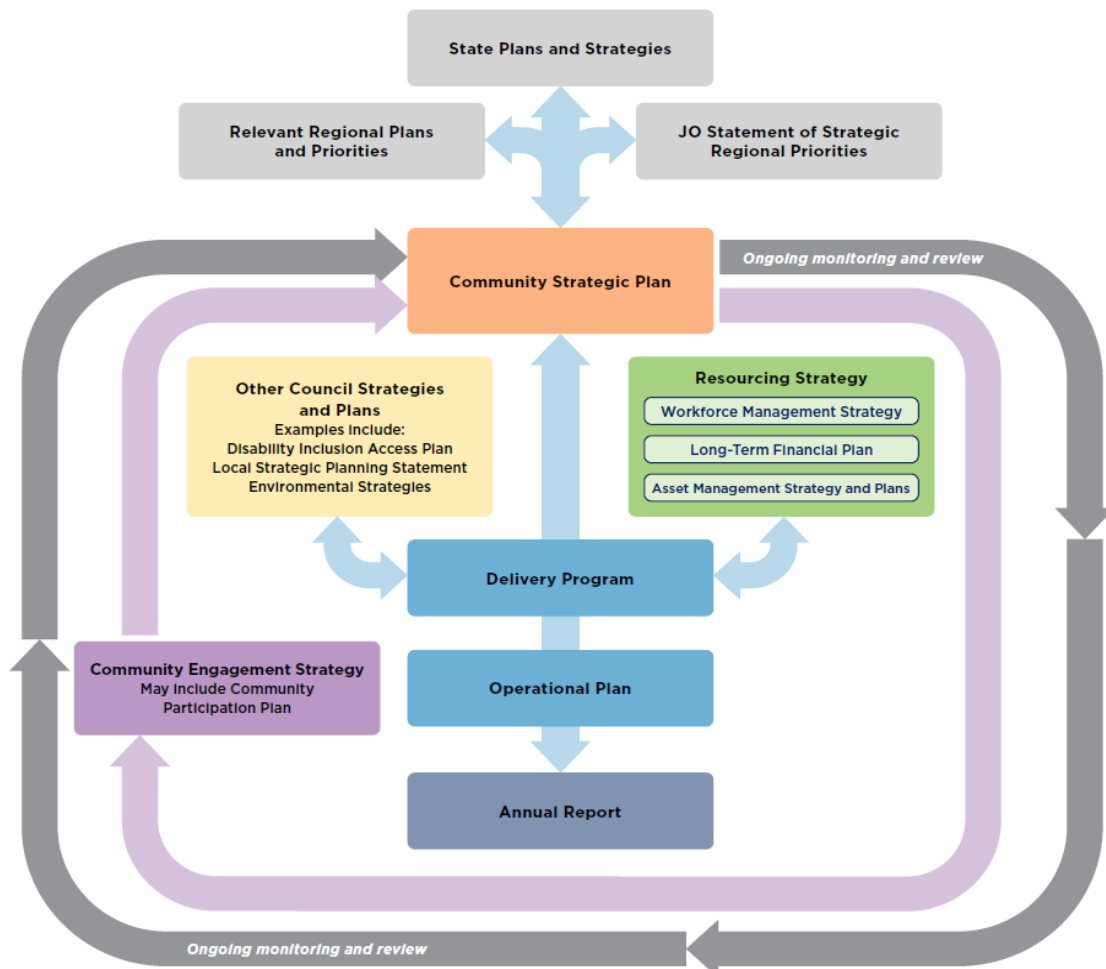 State Plans and Strategies
Relevant Regional Plans
and Priorities
JO Statement of Strategic
Regional Priorities
Community Strategic Plan
Ongoing monitoring and review
Other Council Strategies
and Plans
Examples include:
Disability Inclusion Access Plan
Local Strategic Planning Statement
Environmental Strategies
Resourcing Strategy
Workforce Management Strategy
Long-Term Financial Plan
Asset Management Strategy and Plans
Delivery Program
Community Engagement Strategy
May Include Community
Participation Plan
Operational Plan
Annual Report
Ongoing monitoring and review